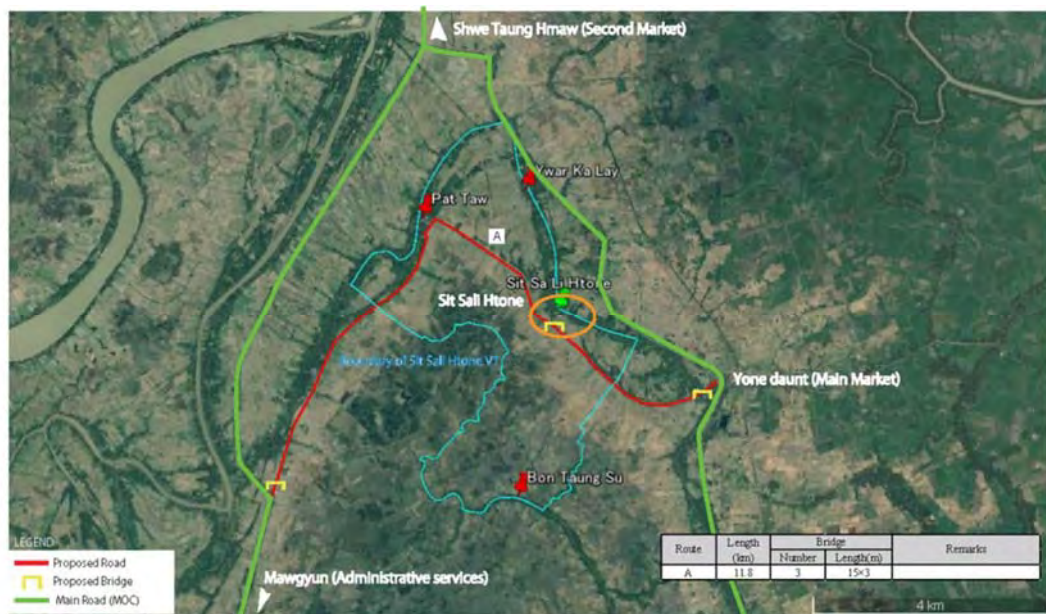 Shwe Taung Hmaw (Second Market)
Ywar Ka Lay
Pat Taw
A
Sit Sa Li Htone
Sit Sali Htone
Boundary of Sit Sali Htone VT
Yone daunt (Main Market)
Bon Taung Su
LEGEND
Proposed Road
Proposed Bridge
Main Road (MOC)
Mawgyun (Administrative services)
Route Length (km) Bridge Remarks
Number Length(m)
A 11.8 3 15×3
4 km